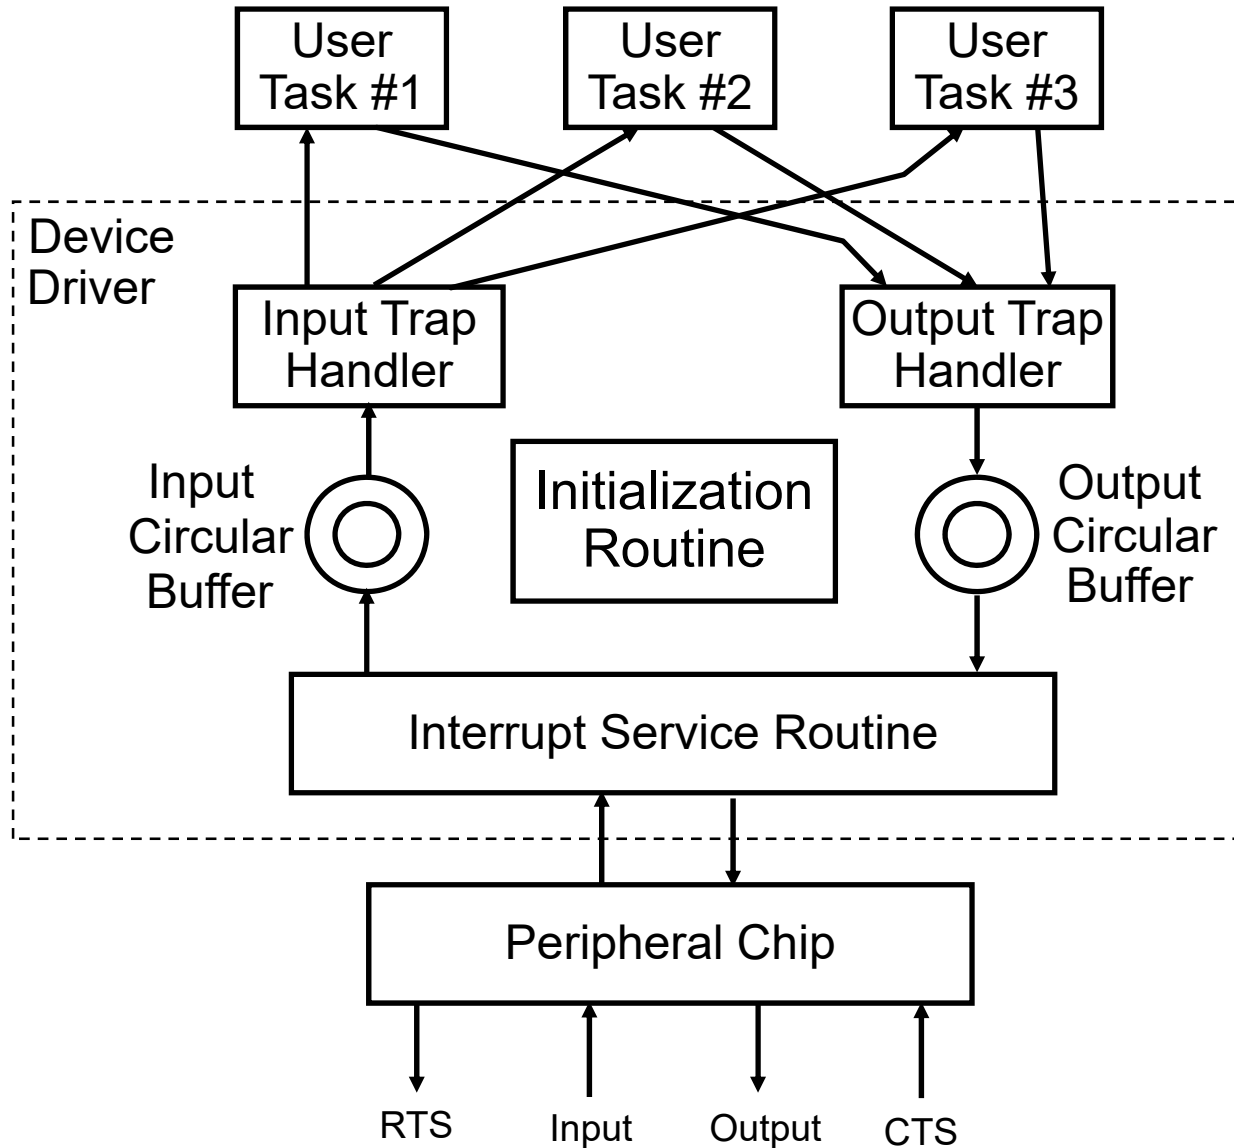 User
Task #1
User
Task #2
User
Task #3
Device
Driver
Input Trap
Handler
Output Trap
Handler
Input
Circular
Buffer
Initialization
Routine
Output
Circular
Buffer
Interrupt Service Routine
Peripheral Chip
RTS
Input
Output
CTS